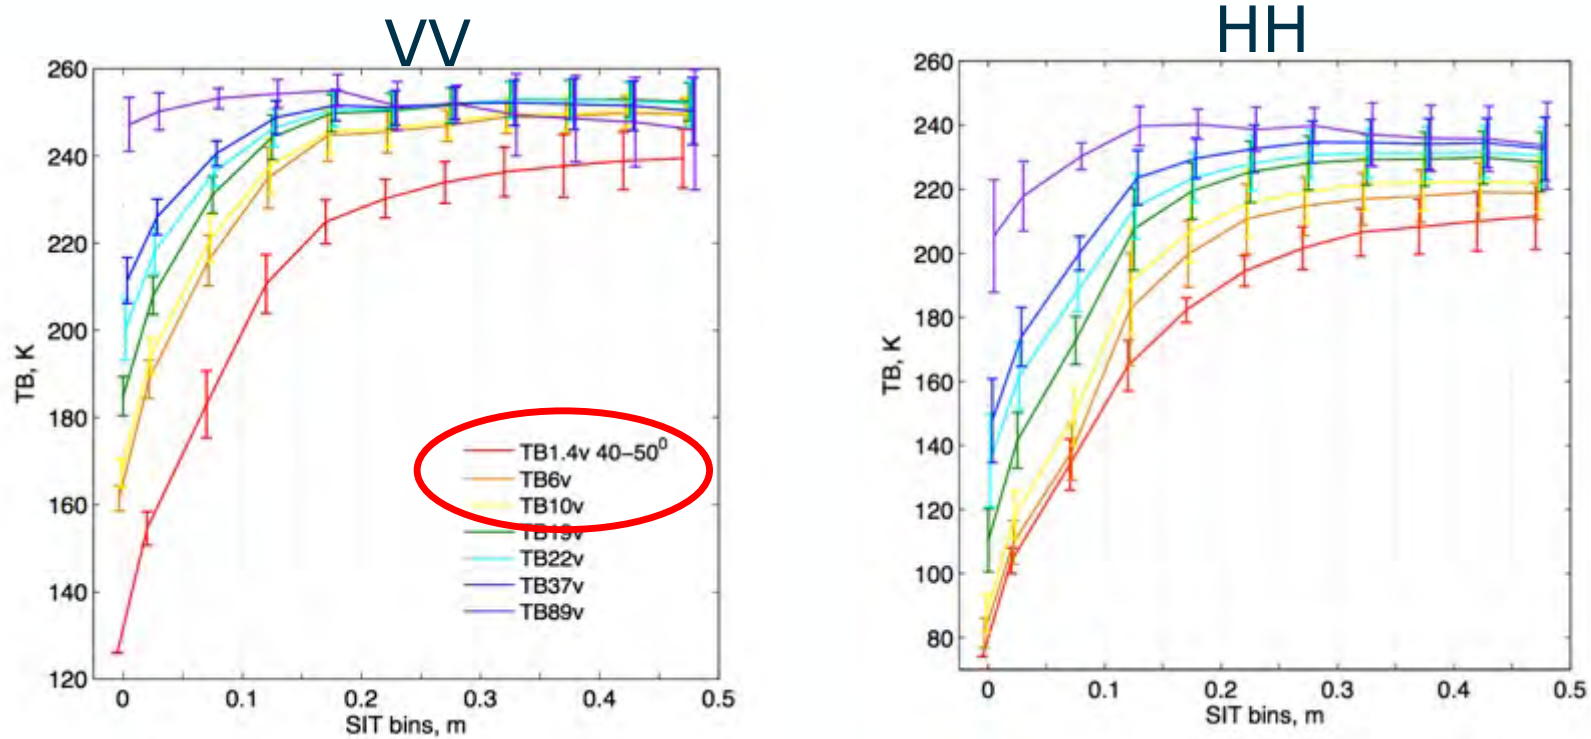 VV
260
240
220
200
180
160
140
120
TB, K
0
0.1
0.2
0.3
0.4
0.5
SIT bins, m
TB1.4v 40–50⁰
TB6v
TB10v
TB19v
TB22v
TB37v
TB89v
HH
260
240
220
200
180
160
140
120
100
80
TB, K
0
0.1
0.2
0.3
0.4
0.5
SIT bins, m